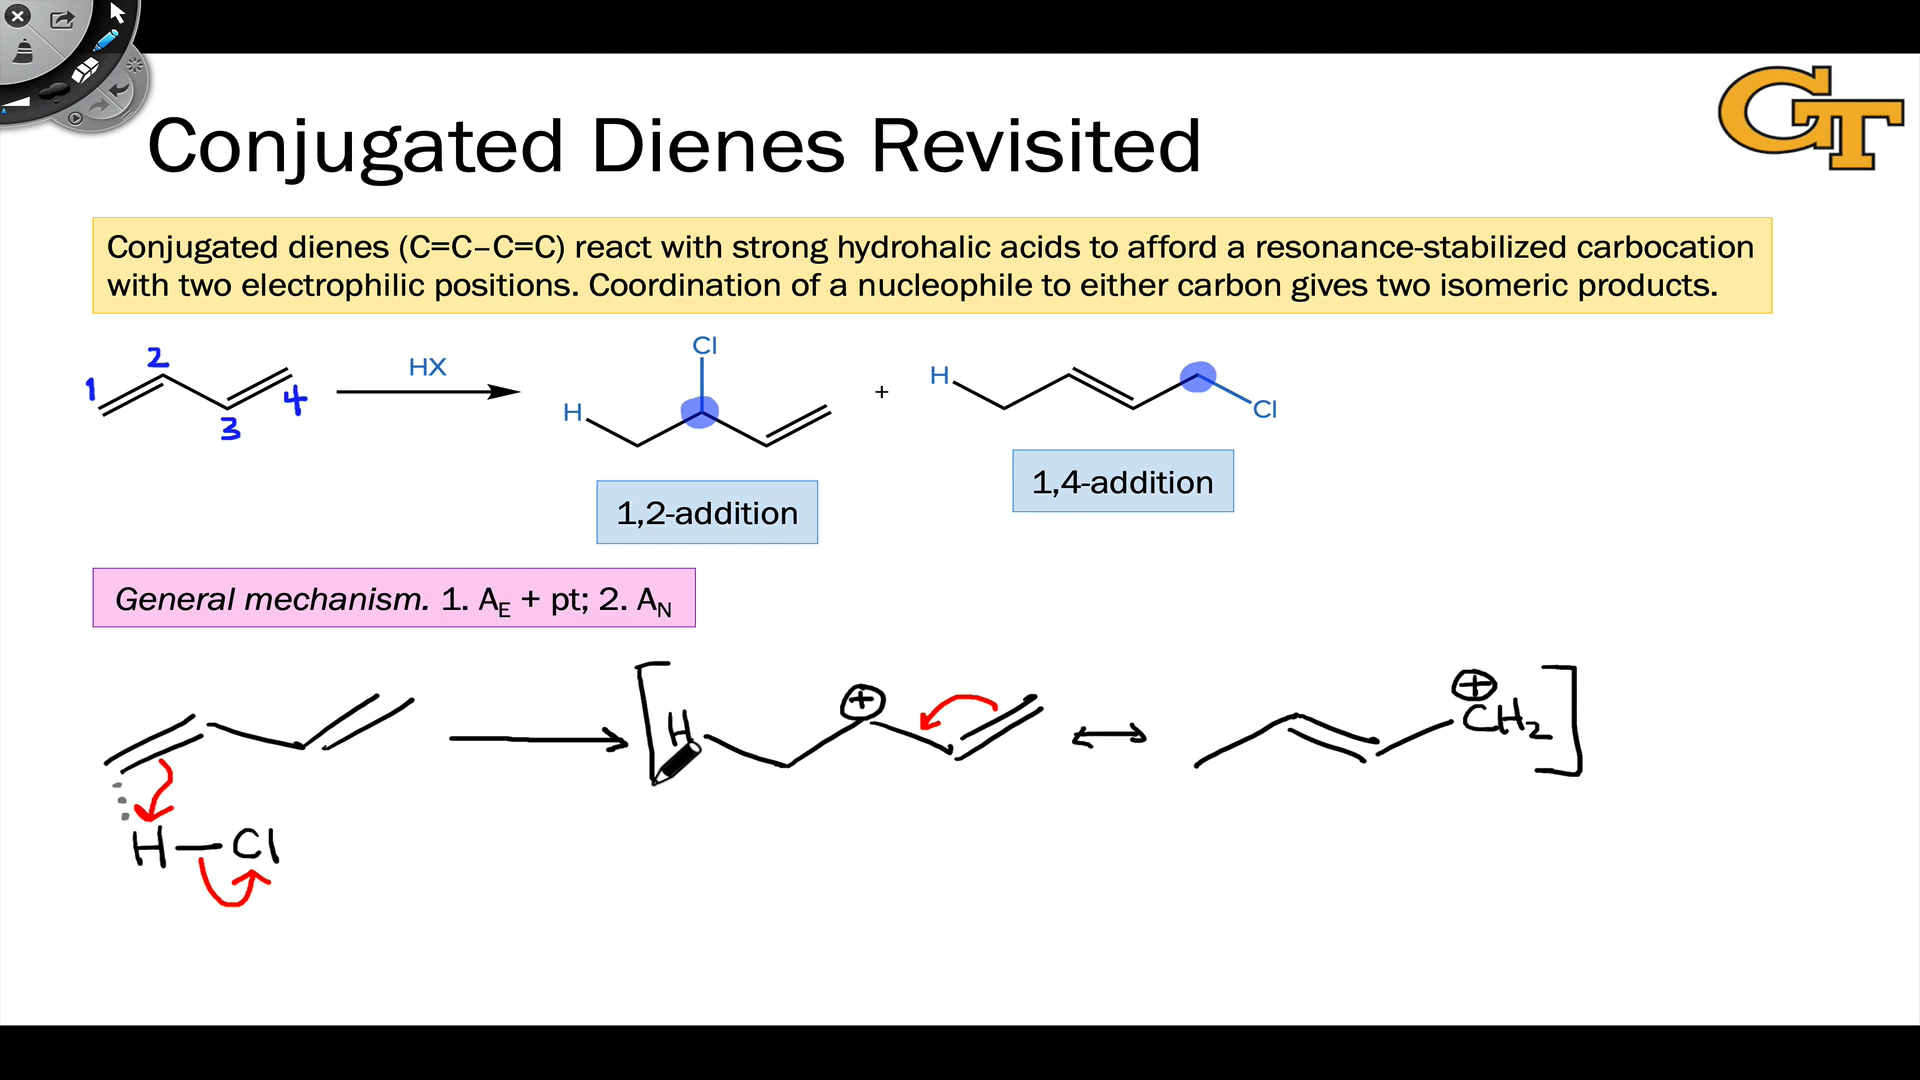 GT
Conjugated Dienes Revisited
Conjugated dienes (C=C–C=C) react with strong hydrohalic acids to afford a resonance-stabilized carbocation
with two electrophilic positions. Coordination of a nucleophile to either carbon gives two isomeric products.
1
2
3
4
HX
H
Cl
+
H
Cl
1,2-addition
1,4-addition
General mechanism. 1. AE + pt; 2. AN
H
+
+
CH2
H–Cl